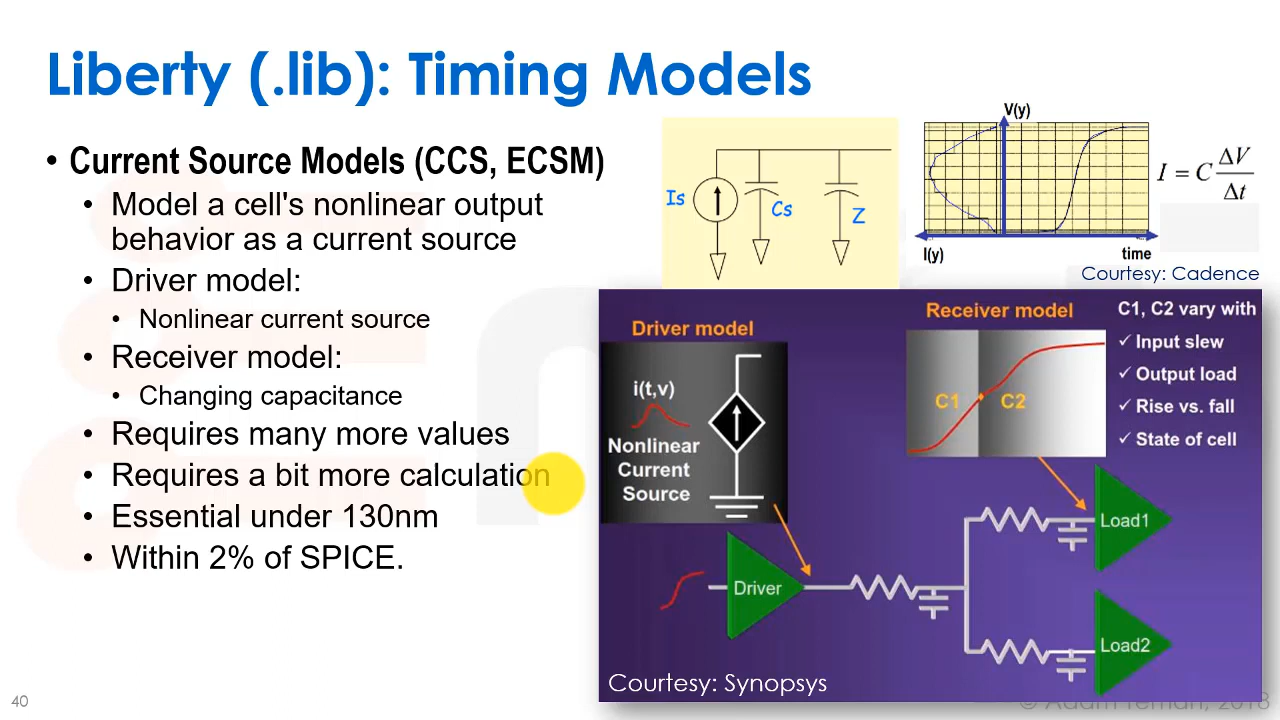 Liberty (.lib): Timing Models
• Current Source Models (CCS, ECSM)
• Model a cell's nonlinear output
behavior as a current source
• Driver model:
• Nonlinear current source
• Receiver model:
• Changing capacitance
• Requires many more values
• Requires a bit more calculation
• Essential under 130nm
• Within 2% of SPICE.
Is
Cs
Z
V(y)
I(y)
time
I = C ΔV
Δt
Courtesy: Cadence
Driver model
i(t,v)
Nonlinear
Current
Source
Receiver model
C1
C2
C1, C2 vary with
✓ Input slew
✓ Output load
✓ Rise vs. fall
✓ State of cell
Driver
Load1
Load2
Courtesy: Synopsys
40
© Adam Teman, 2018